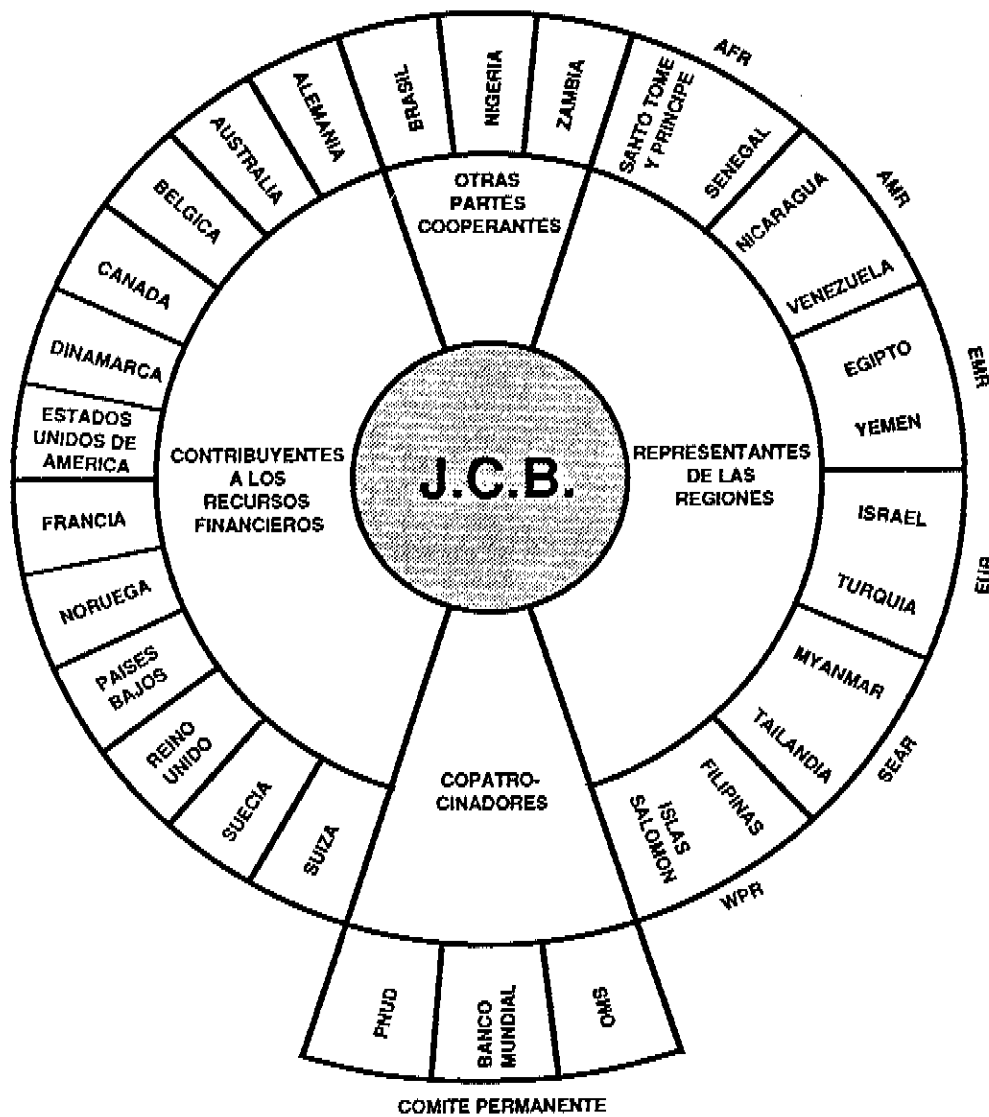 AFR
AMR
EMR
EUR
SEAR
WPR
ALEMANIA
AUSTRALIA
BELGICA
CANADA
DINAMARCA
ESTADOS
UNIDOS DE
AMERICA
FRANCIA
NORUEGA
PAISES
BAJOS
REINO
UNIDO
SUECIA
SUIZA
BRASIL
NIGERIA
ZAMBIA
SANTO TOME
Y PRINCIPE
SENEGAL
NICARAGUA
VENEZUELA
EGIPTO
YEMEN
ISRAEL
TURQUIA
MYANMAR
TAILANDIA
FILIPINAS
ISLAS
SALOMON
OTRAS
PARTES
COOPERANTES
CONTRIBUYENTES
A LOS
RECURSOS
FINANCIEROS
J.C.B.
REPRESENTANTES
DE LAS
REGIONES
COPATRO-
CINADORES
PNUD
BANCO
MUNDIAL
OMS
COMITE PERMANENTE